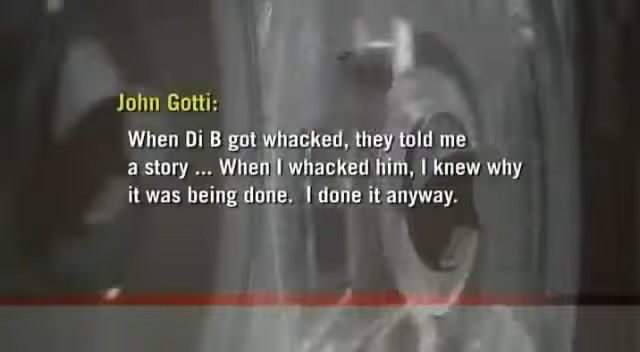 John Gotti:
When Di B got whacked, they told me
a story ... When I whacked him, I knew why
it was being done. I done it anyway.